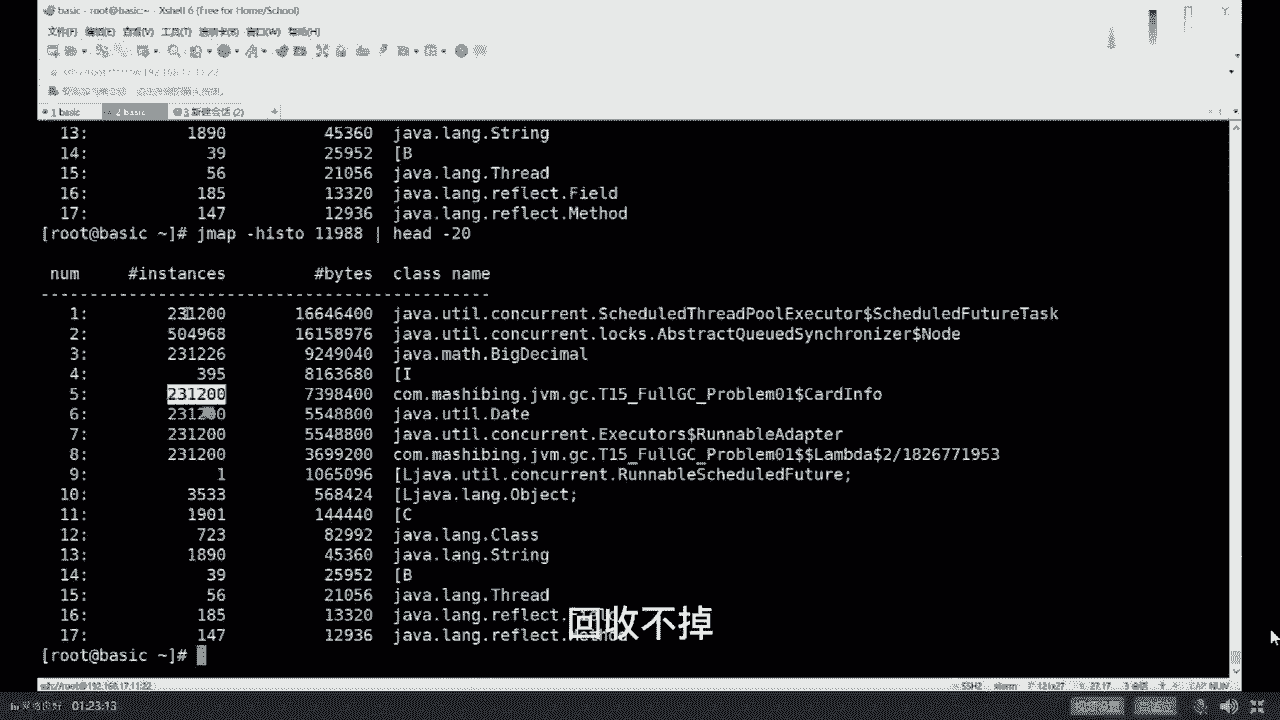 basic - root@basic:~ - Xshell 6 (Free for Home/School)
文件(F) 编辑(E) 查看(V) 工具(T) 选项卡(B) 窗口(W) 帮助(H)
1 basic 2 basic 3 新建会话 (2) +
13: 1890 45360 java.lang.String
14: 39 25952 [B
15: 56 21056 java.lang.Thread
16: 185 13320 java.lang.reflect.Field
17: 147 12936 java.lang.reflect.Method
[root@basic ~]# jmap -histo 11988 | head -20
num #instances #bytes class name
----------------------------------------------
1: 231200 16646400 java.util.concurrent.ScheduledThreadPoolExecutor$ScheduledFutureTask
2: 504968 16158976 java.util.concurrent.locks.AbstractQueuedSynchronizer$Node
3: 231226 9249040 java.math.BigDecimal
4: 395 8163680 [I
5: 231200 7398400 com.mashibing.jvm.gc.T15_FullGC_Problem01$CardInfo
6: 231200 5548800 java.util.Date
7: 231200 5548800 java.util.concurrent.Executors$RunnableAdapter
8: 231200 3699200 com.mashibing.jvm.gc.T15_FullGC_Problem01$$Lambda$2/1826771953
9: 1 1065096 [Ljava.util.concurrent.RunnableScheduledFuture;
10: 3533 568424 [Ljava.lang.Object;
11: 1901 144440 [C
12: 723 82992 java.lang.Class
13: 1890 45360 java.lang.String
14: 39 25952 [B
15: 56 21056 java.lang.Thread
16: 185 13320 java.lang.reflect.Field
17: 147 12936 java.lang.reflect.Method
回收不掉
[root@basic ~]#
ssh://root@192.168.17.11:22 SSH2 xterm 121x27 27,17 3 会话 CAP NUM
01:23:13